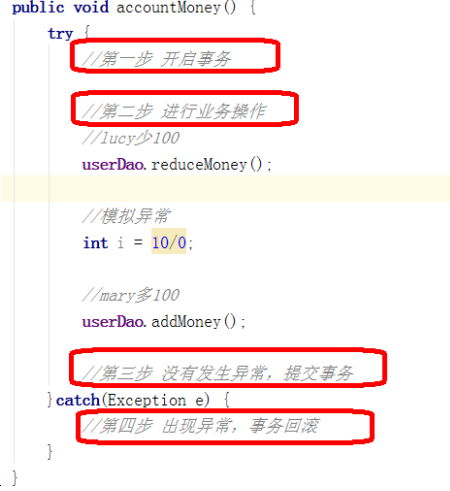 public void accountMoney() {
try {
//第一步 开启事务
//第二步 进行业务操作
//lucy少100
userDao.reduceMoney();
//模拟异常
int i = 10/0;
//mary多100
userDao.addMoney();
//第三步 没有发生异常，提交事务
}catch(Exception e) {
//第四步 出现异常，事务回滚
}
}